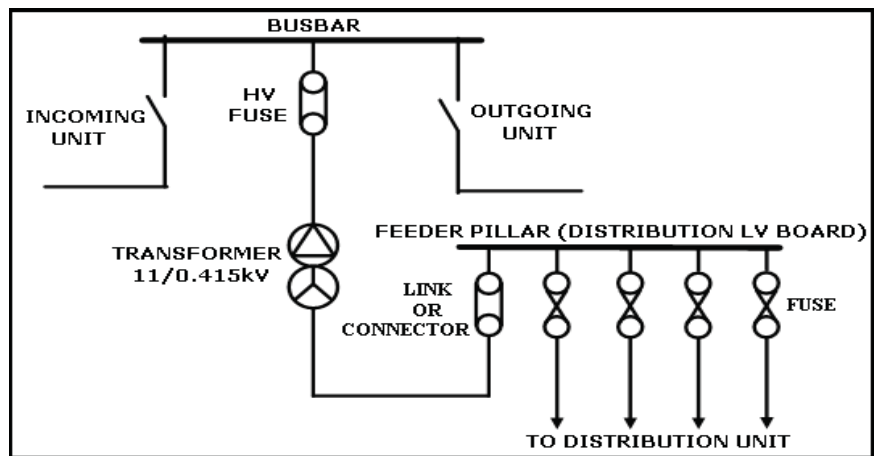 BUSBAR
HV
FUSE
INCOMING
UNIT
OUTGOING
UNIT
FEEDER PILLAR (DISTRIBUTION LV BOARD)
TRANSFORMER
11/0.415kV
LINK
OR
CONNECTOR
FUSE
TO DISTRIBUTION UNIT